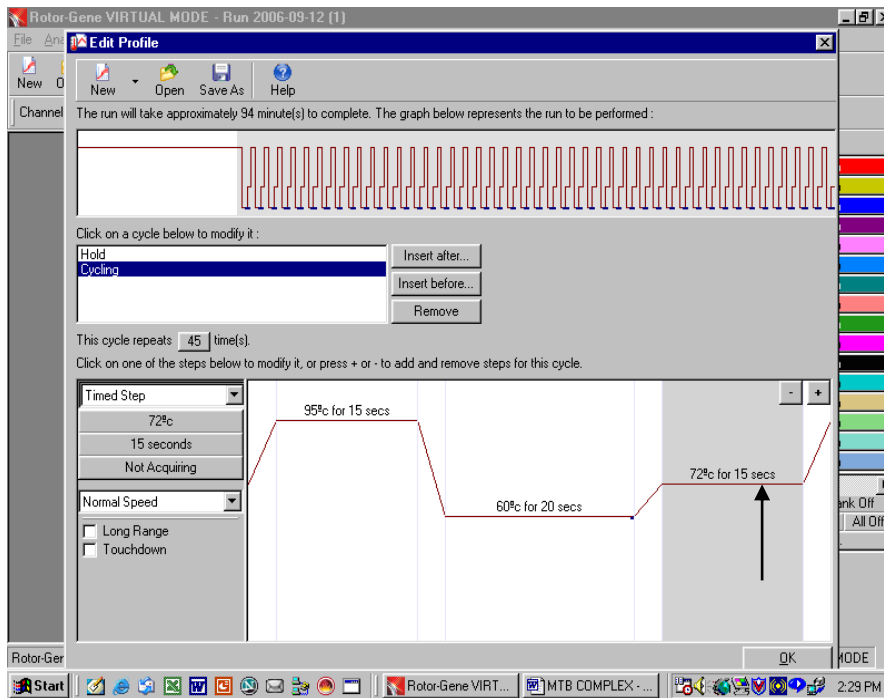 Rotor-Gene VIRTUAL MODE - Run 2006-09-12 (1)
File Ana
New O
Channel
Edit Profile
New Open Save As Help
The run will take approximately 94 minute(s) to complete. The graph below represents the run to be performed :
Click on a cycle below to modify it :
Hold
Cycling
Insert after...
Insert before...
Remove
This cycle repeats 45 time(s).
Click on one of the steps below to modify it, or press + or - to add and remove steps for this cycle.
Timed Step
72ºc
15 seconds
Not Acquiring
Normal Speed
Long Range
Touchdown
- +
95ºc for 15 secs
60ºc for 20 secs
72ºc for 15 secs
ank Off
All Off
OK
Rotor-Ger
MODE
Start
Rotor-Gene VIRT...
MTB COMPLEX - ...
2:29 PM